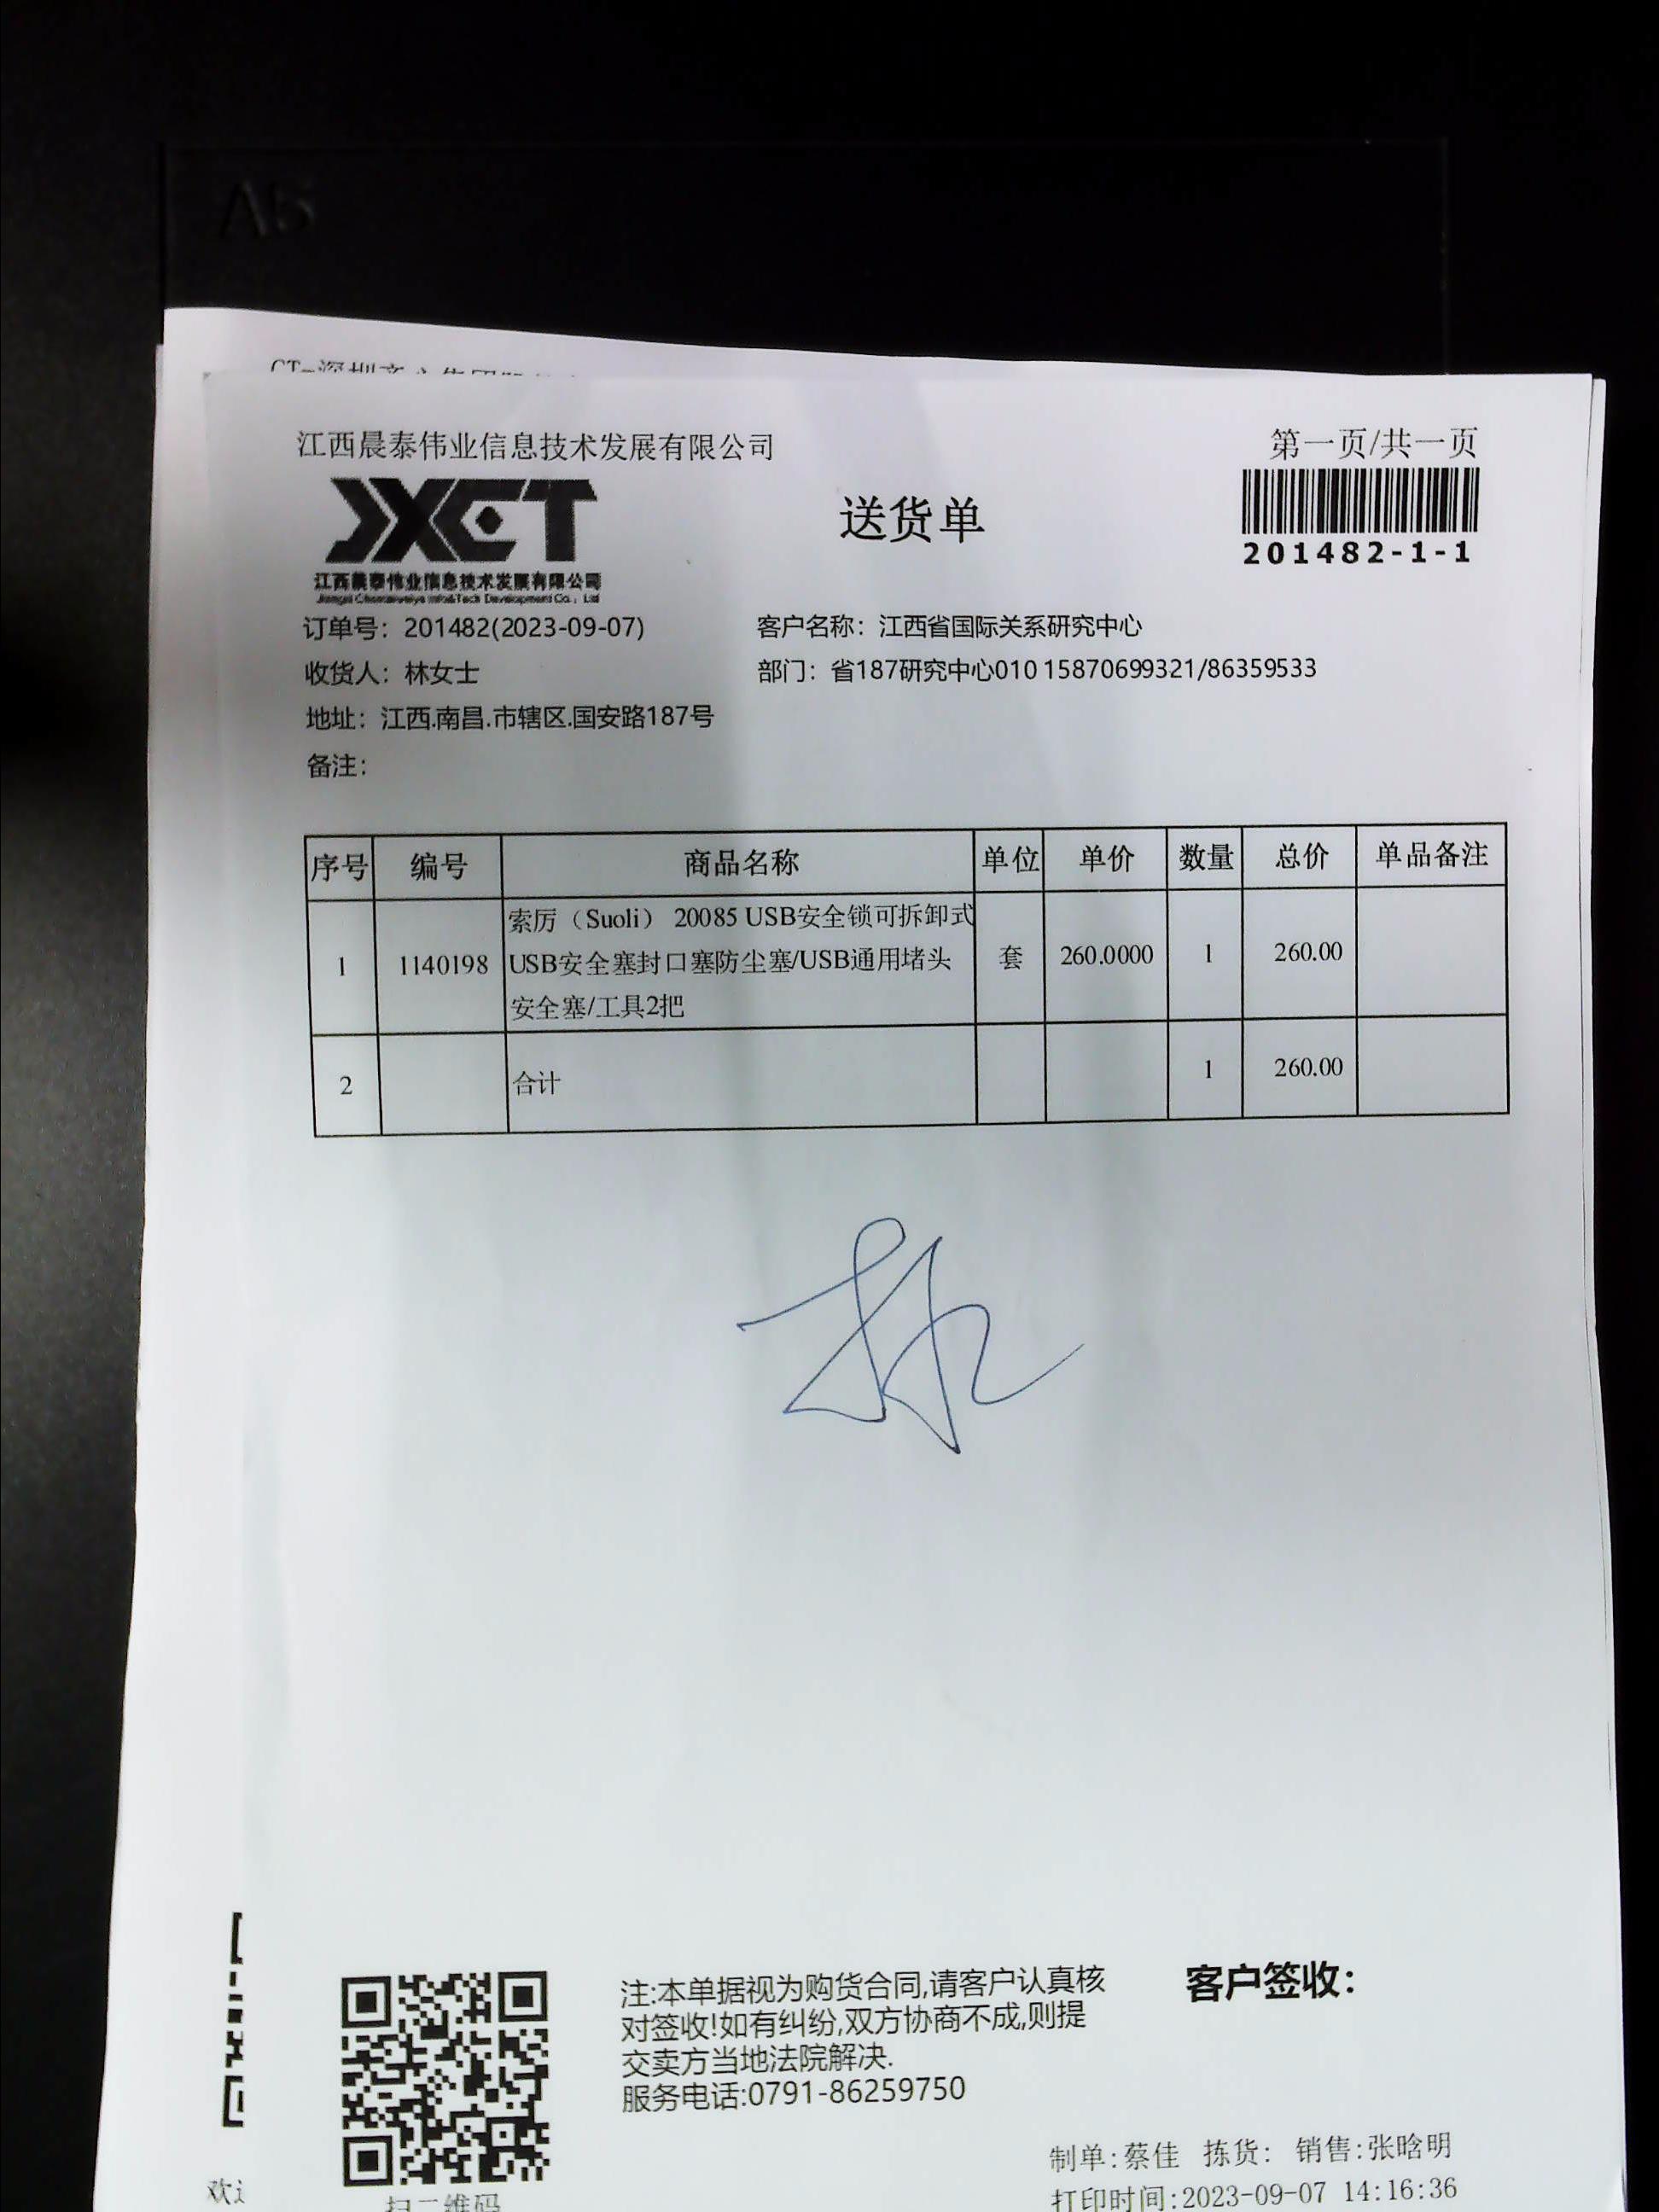 A5
江西晨泰伟业信息技术发展有限公司
第一页/共一页
JXCT
送货单
201482-1-1
江西晨泰伟业信息技术发展有限公司
订单号：201482(2023-09-07)
客户名称：江西省国际关系研究中心
收货人：林女士
部门：省187研究中心010 15870699321/86359533
地址：江西.南昌.市辖区.国安路187号
备注：
序号 编号 商品名称 单位 单价 数量 总价 单品备注
索厉（Suoli） 20085 USB安全锁可拆卸式
1 1140198 USB安全塞封口塞防尘塞/USB通用堵头 套 260.0000 1 260.00
安全塞/工具2把
2 合计 1 260.00
林
注:本单据视为购货合同,请客户认真核
客户签收：
对签收!如有纠纷,双方协商不成,则提
交卖方当地法院解决.
服务电话:0791-86259750
制单:蔡佳 拣货: 销售:张晗明
扫二维码
打印时间:2023-09-07 14:16:36